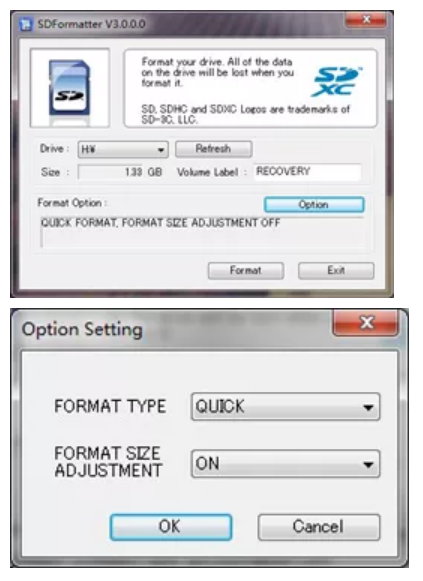 SDFormatter V3.0.0.0
Format your drive. All of the data
on the drive will be lost when you
format it.
SD, SDHC and SDXC Logos are trademarks of
SD-3C, LLC.
SD
SD
XC
Drive : H¥ Refresh
Size : 1.33 GB Volume Label : RECOVERY
Format Option :
Option
QUICK FORMAT, FORMAT SIZE ADJUSTMENT OFF
Format Exit
Option Setting
FORMAT TYPE QUICK
FORMAT SIZE
ADJUSTMENT ON
OK Cancel